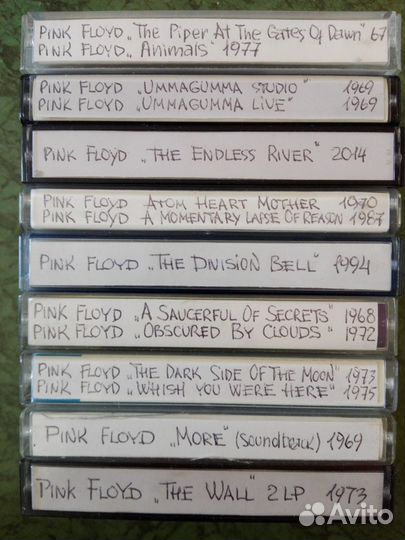 PINK FLOYD „The Piper At The Gates Of Dawn" 67
PINK FLOYD „Animals" 1977
PINK FLOYD „UMMAGUMMA STUDIO" 1969
PINK FLOYD „UMMAGUMMA LIVE" 1969
PINK FLOYD „THE ENDLESS RIVER" 2014
PINK FLOYD ATOM HEART MOTHER 1970
PINK FLOYD A MOMENTARY LAPSE OF REASON 1987
PINK FLOYD „THE DIVISION BELL" 1994
PINK FLOYD „A SAUCERFUL OF SECRETS" 1968
PINK FLOYD „OBSCURED BY CLOUDS" 1972
PINK FLOYD „THE DARK SIDE OF THE MOON" 1973
PINK FLOYD „WHISH YOU WERE HERE" 1975
PINK FLOYD „MORE" (soundtrack) 1969
PINK FLOYD „THE WALL" 2LP 1973
Avito